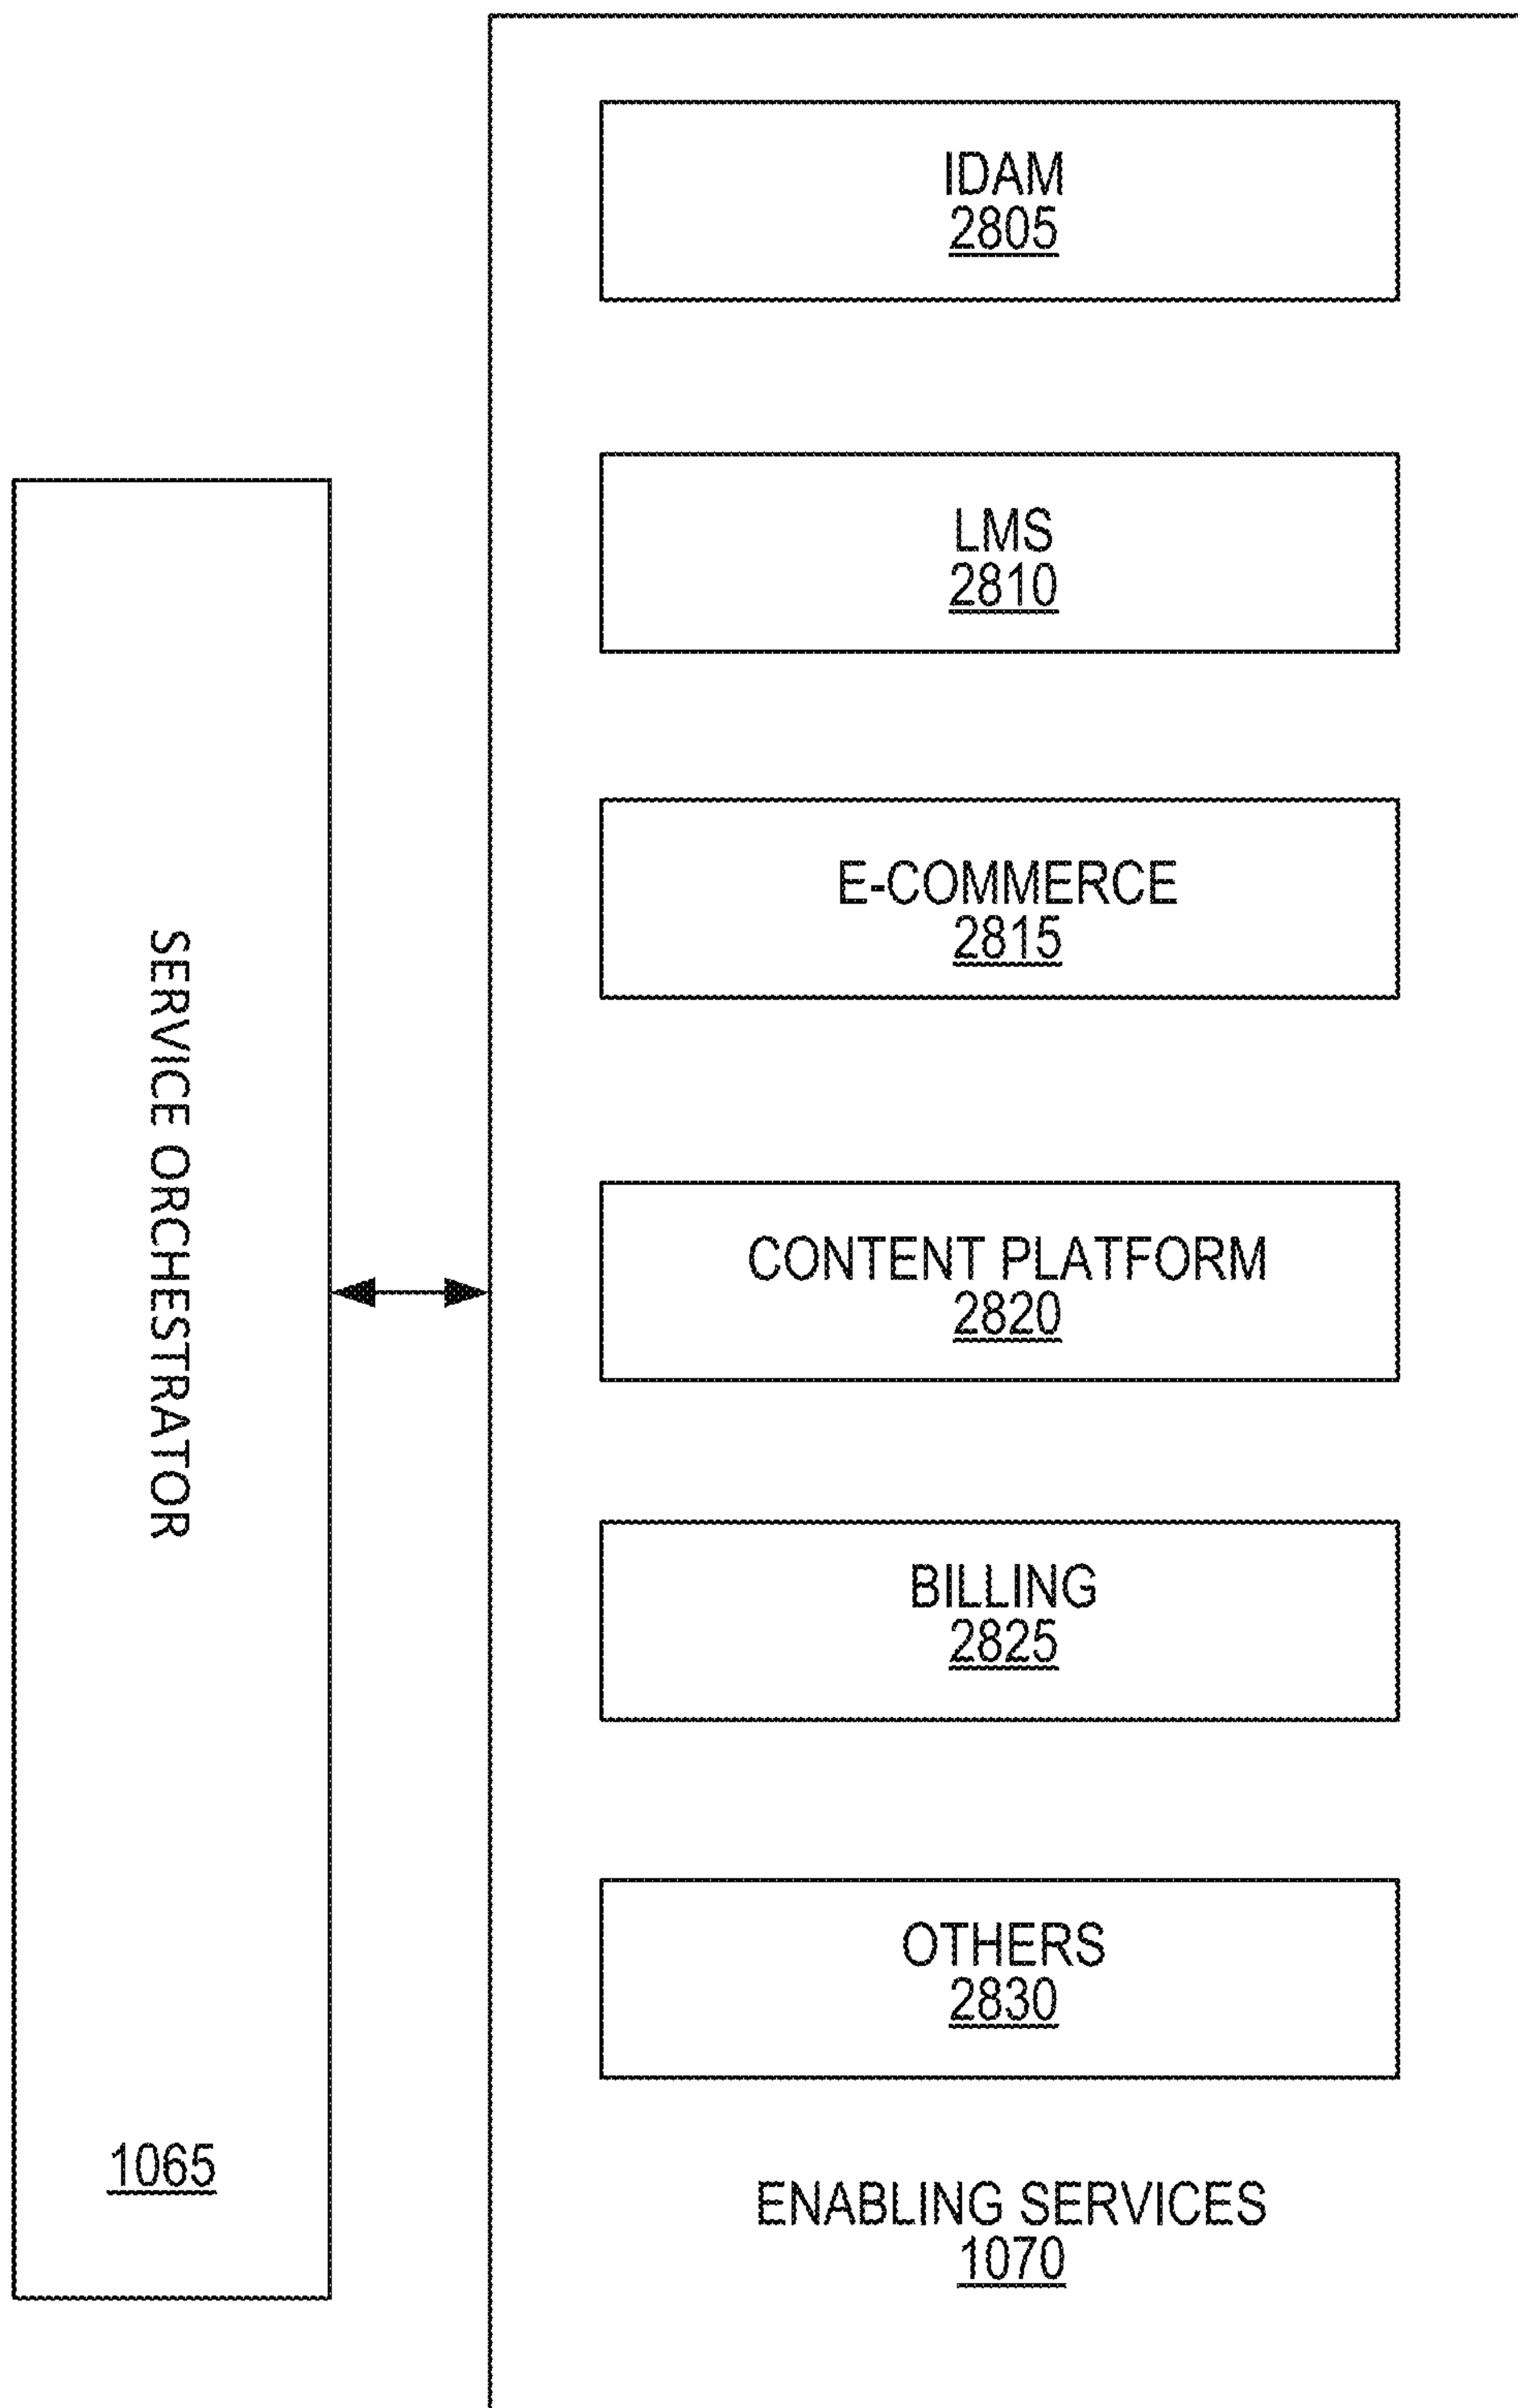 SERVICE ORCHESTRATOR
1065
IDAM
2805
LMS
2810
E-COMMERCE
2815
CONTENT PLATFORM
2820
BILLING
2825
OTHERS
2830
ENABLING SERVICES
1070